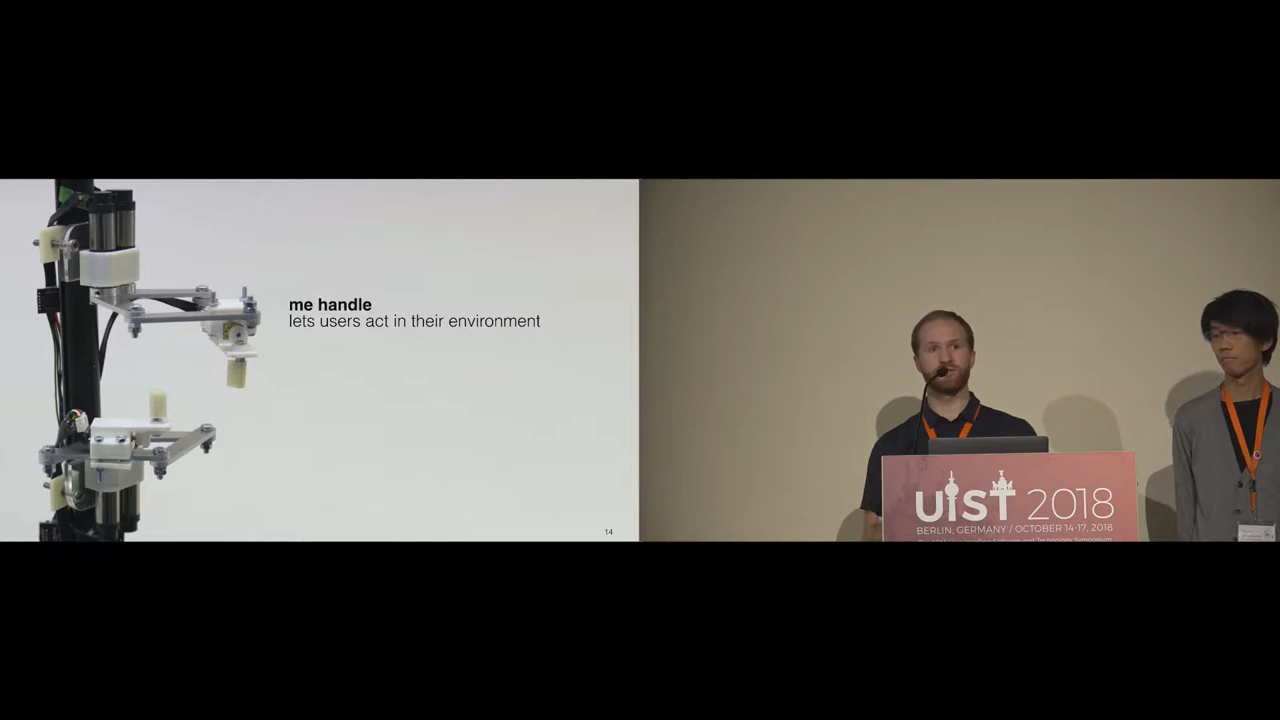 me handle
lets users act in their environment
14
UIST 2018
BERLIN, GERMANY / OCTOBER 14-17, 2018